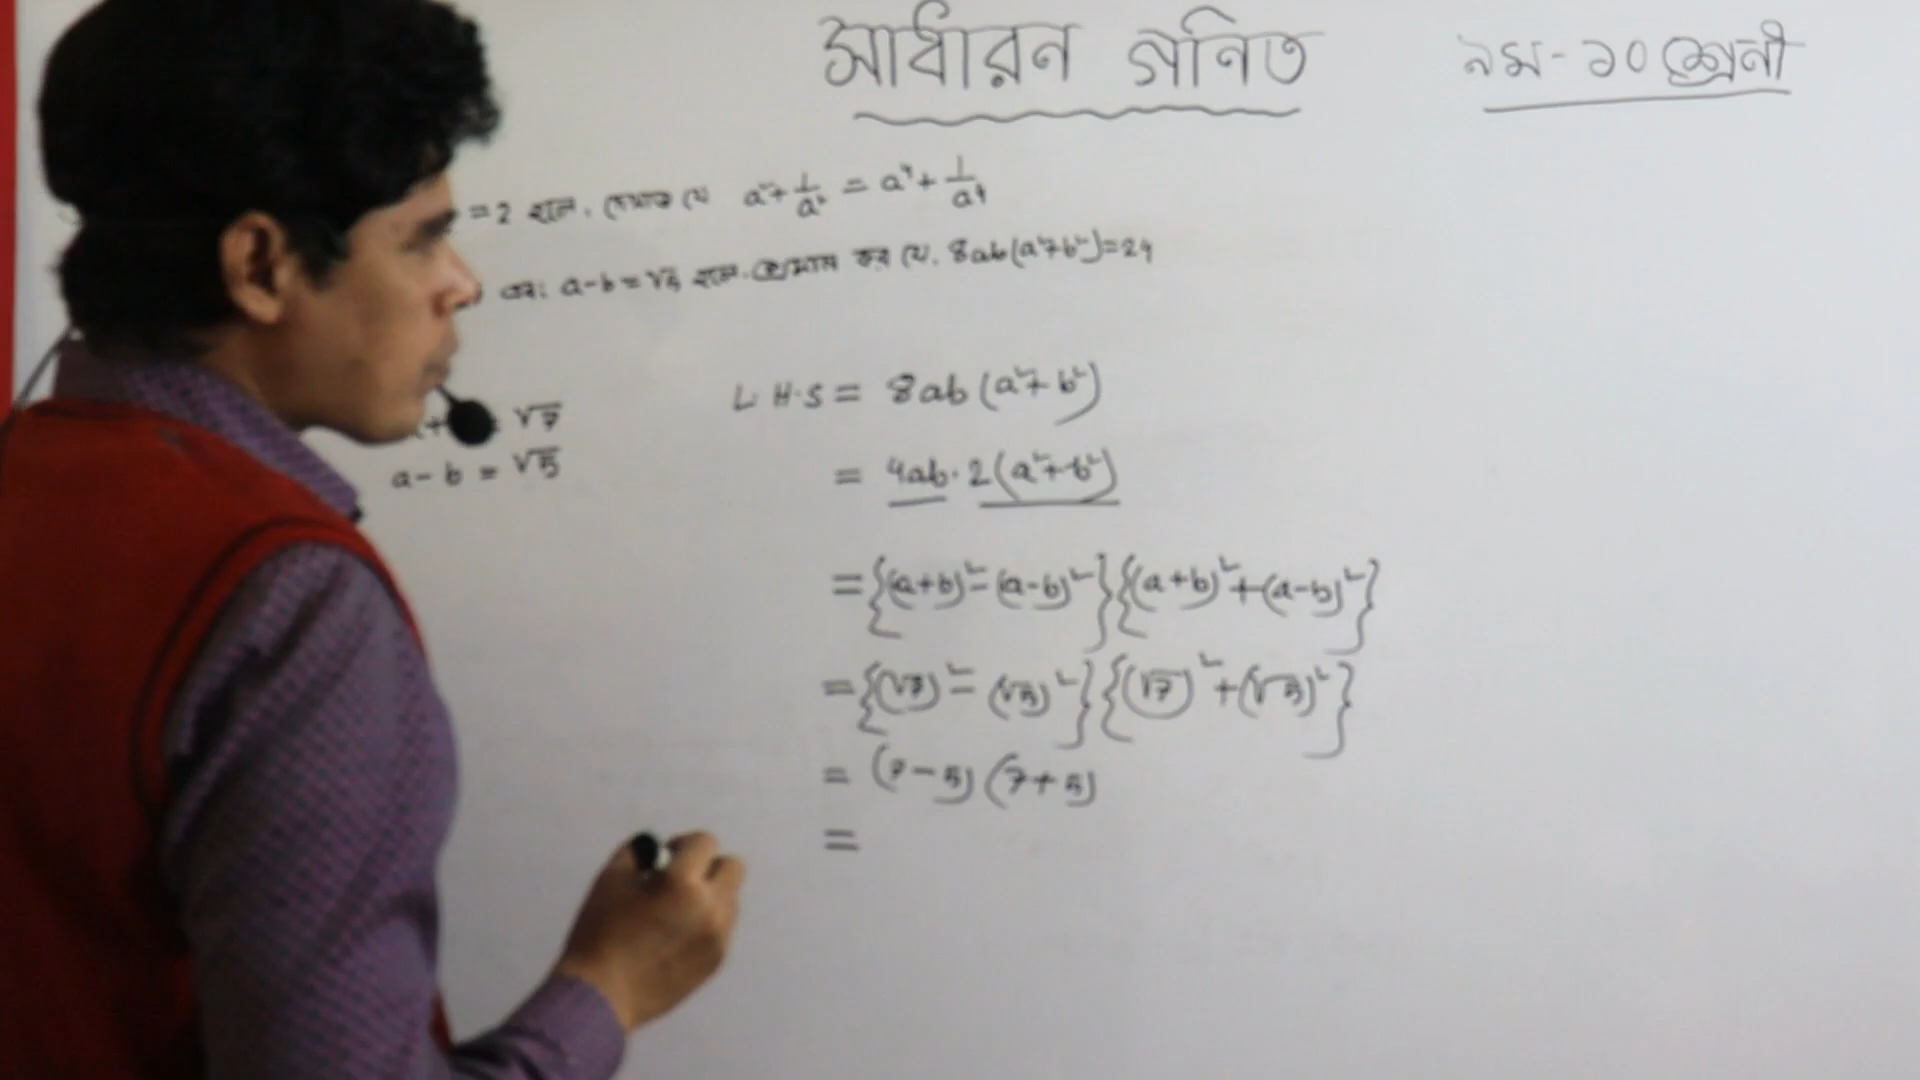 সাধারন গনিত
৯ম - ১০ শ্রেনী
= 2 হলে, দেখাও যে a² + 1/a² = a⁴ + 1/a⁴
এবং a - b = √5 হলে, প্রমান কর যে, 8ab(a² + b²) = 24
√7
a - b = √5
L.H.S = 8ab (a² + b²)
= 4ab · 2 (a² + b²)
= {(a+b)² - (a-b)²} {(a+b)² + (a-b)²}
= {(√7)² - (√5)²} {(√7)² + (√5)²}
= (7 - 5) (7 + 5)
=